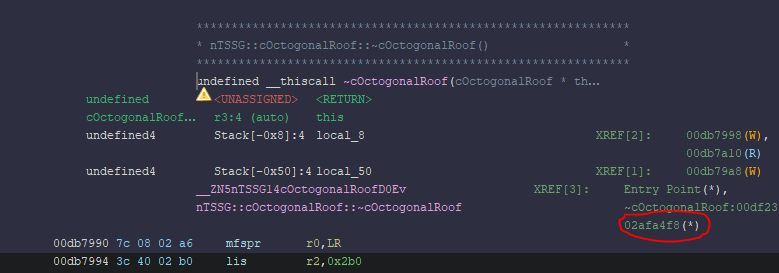 ************************************************************
* nTSSG::cOctogonalRoof::~cOctogonalRoof() *
************************************************************
undefined __thiscall ~cOctogonalRoof(cOctogonalRoof * th...
undefined <UNASSIGNED> <RETURN>
cOctogonalRoof... r3:4 (auto) this
undefined4 Stack[-0x8]:4 local_8 XREF[2]: 00db7998(W),
00db7a10(R)
undefined4 Stack[-0x50]:4 local_50 XREF[1]: 00db79a8(W)
__ZN5nTSSG14cOctogonalRoofD0Ev XREF[3]: Entry Point(*),
nTSSG::cOctogonalRoof::~cOctogonalRoof ~cOctogonalRoof:00df23
02afa4f8(*)
00db7990 7c 08 02 a6 mfspr r0,LR
00db7994 3c 40 02 b0 lis r2,0x2b0